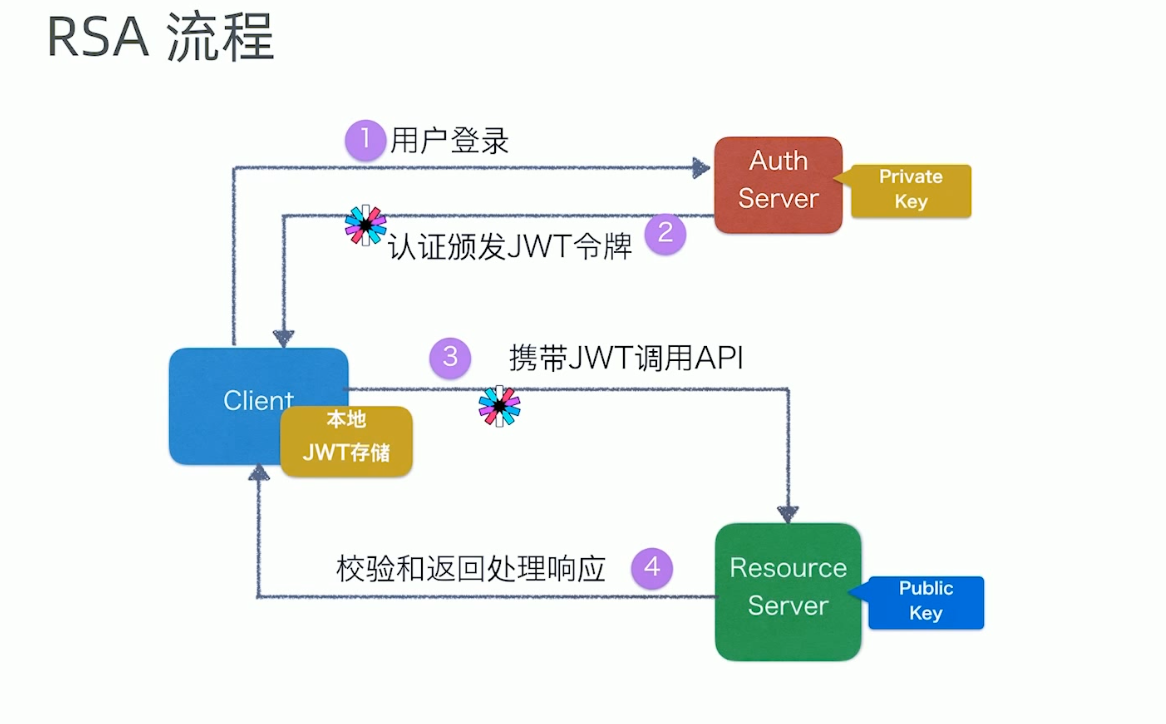 RSA 流程
1
用户登录
Auth
Server
Private
Key
认证颁发JWT令牌
2
3
携带JWT调用API
Client
本地
JWT存储
校验和返回处理响应
4
Resource
Server
Public
Key